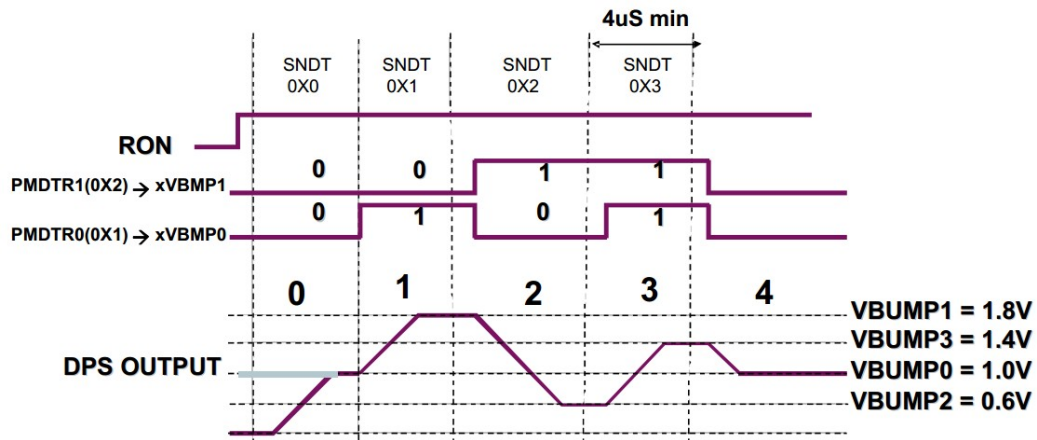 4uS min
SNDT SNDT SNDT SNDT
0X0 0X1 0X2 0X3
RON
0 0 1 1
PMDTR1(0X2) → xVBMP1
0 1 0 1
PMDTR0(0X1) → xVBMP0
0 1 2 3 4
VBUMP1 = 1.8V
VBUMP3 = 1.4V
DPS OUTPUT
VBUMP0 = 1.0V
VBUMP2 = 0.6V